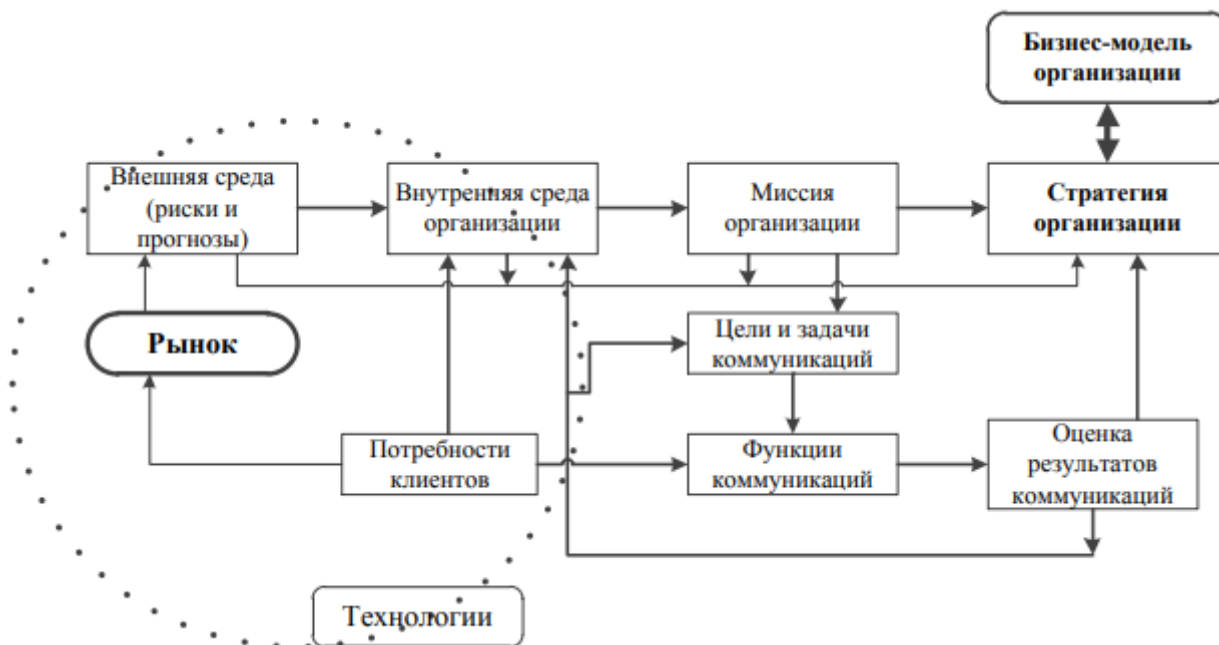 Бизнес-модель
организации
Внешняя среда
(риски и
прогнозы)
Внутренняя среда
организации
Миссия
организации
Стратегия
организации
Рынок
Цели и задачи
коммуникаций
Потребности
клиентов
Функции
коммуникаций
Оценка
результатов
коммуникаций
Технологии